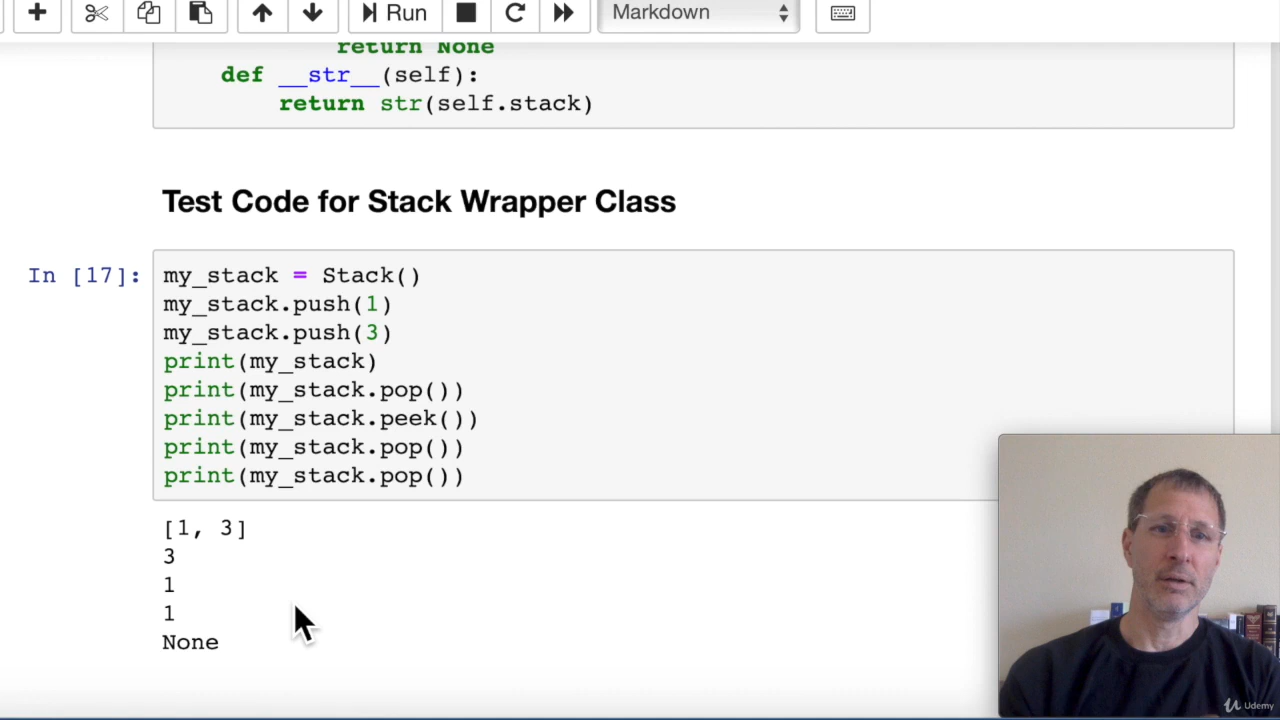 Run
Markdown
return None
def __str__(self):
return str(self.stack)
Test Code for Stack Wrapper Class
In [17]:
my_stack = Stack()
my_stack.push(1)
my_stack.push(3)
print(my_stack)
print(my_stack.pop())
print(my_stack.peek())
print(my_stack.pop())
print(my_stack.pop())
[1, 3]
3
1
1
None
Udemy